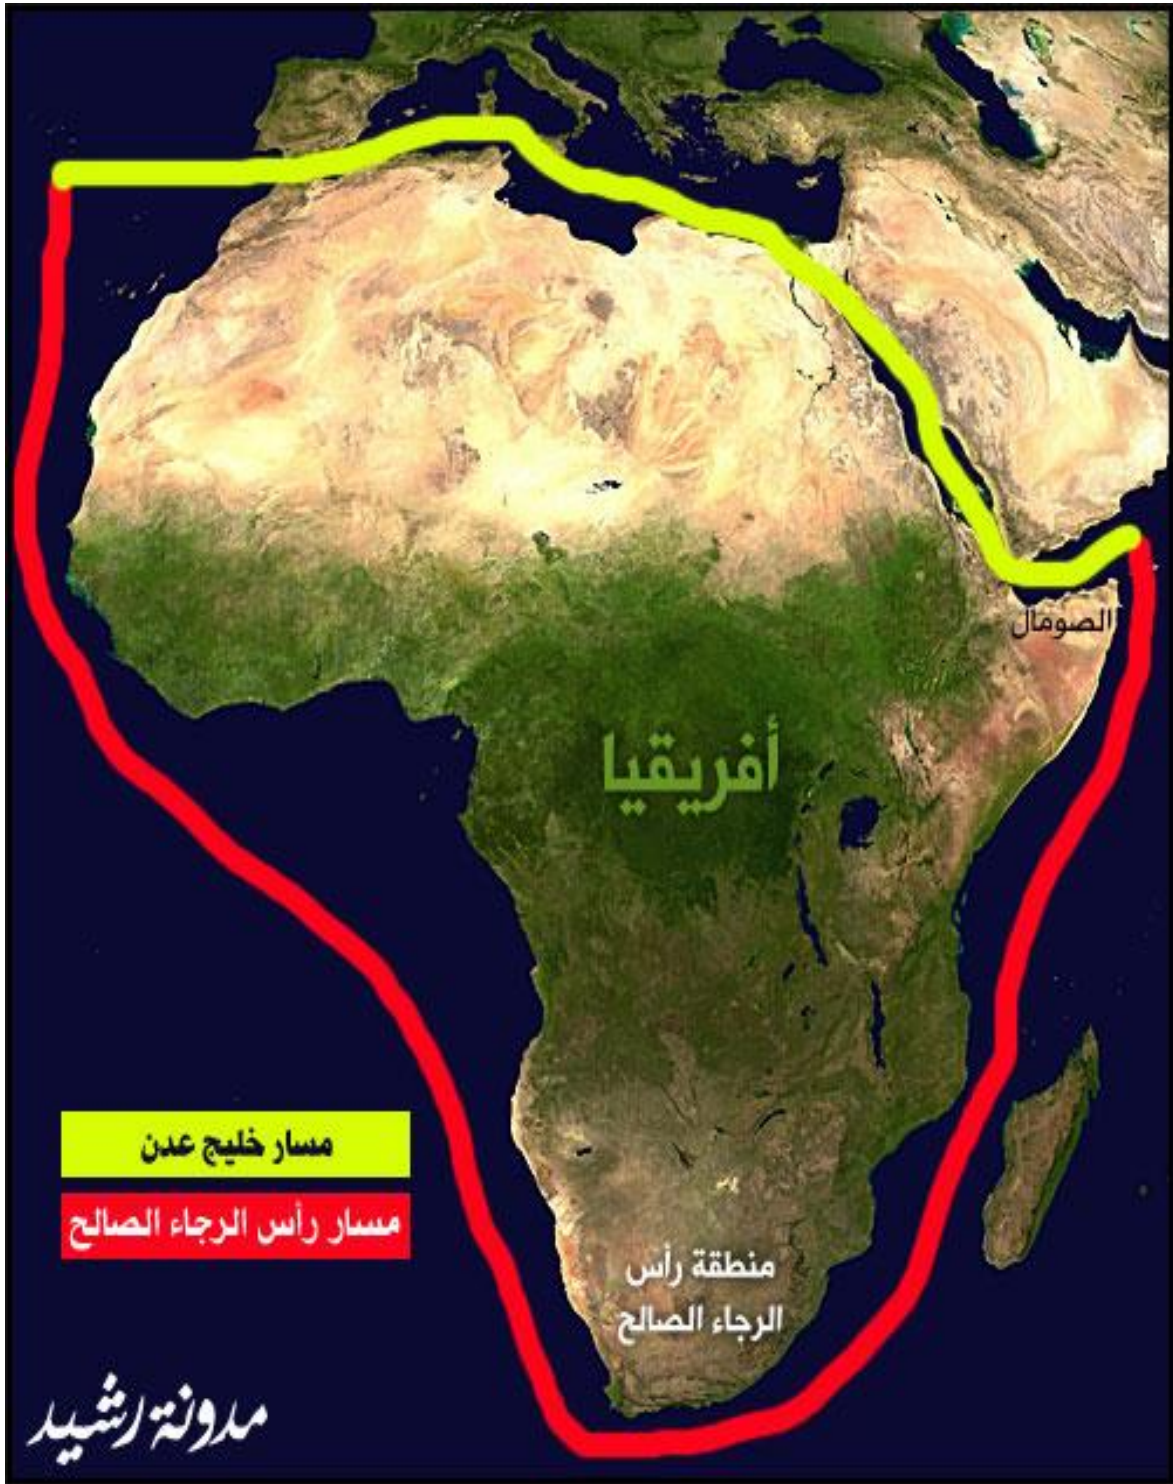 الصومال
أفريقيا
مسار خليج عدن
مسار رأس الرجاء الصالح
منطقة رأس
الرجاء الصالح
مدونة رشيد